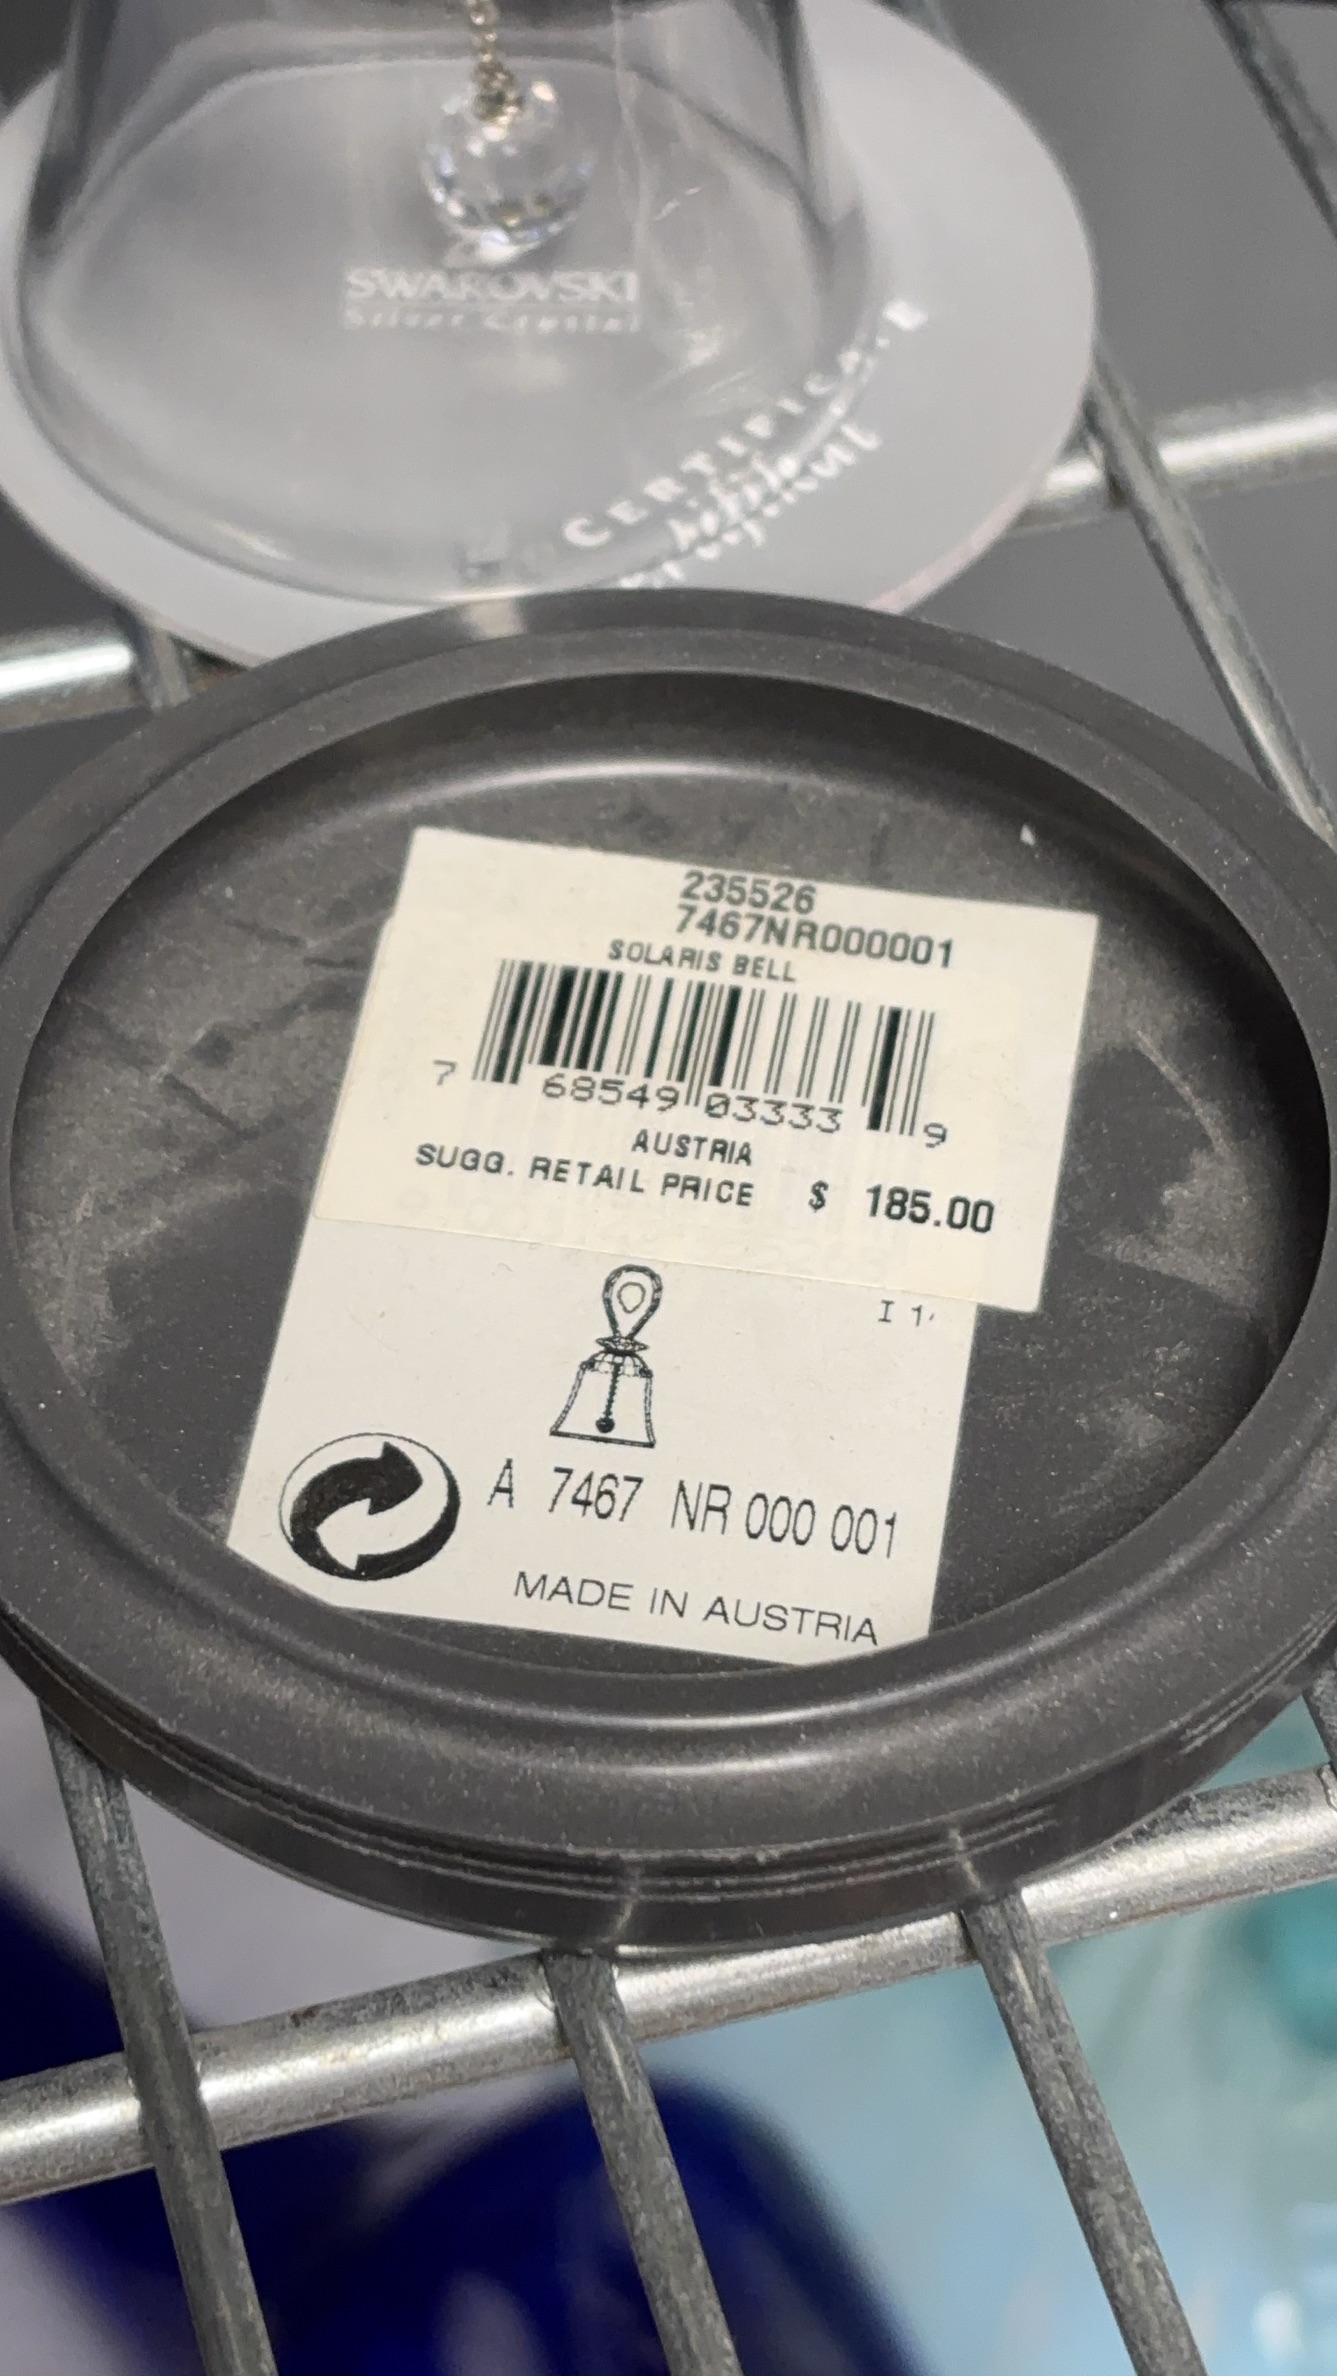 SWAROVSKI
Silver Crystal
235526
7467NR000001
SOLARIS BELL
7 68549 03333 9
AUSTRIA
SUGG. RETAIL PRICE $ 185.00
I 1
A 7467 NR 000 001
MADE IN AUSTRIA